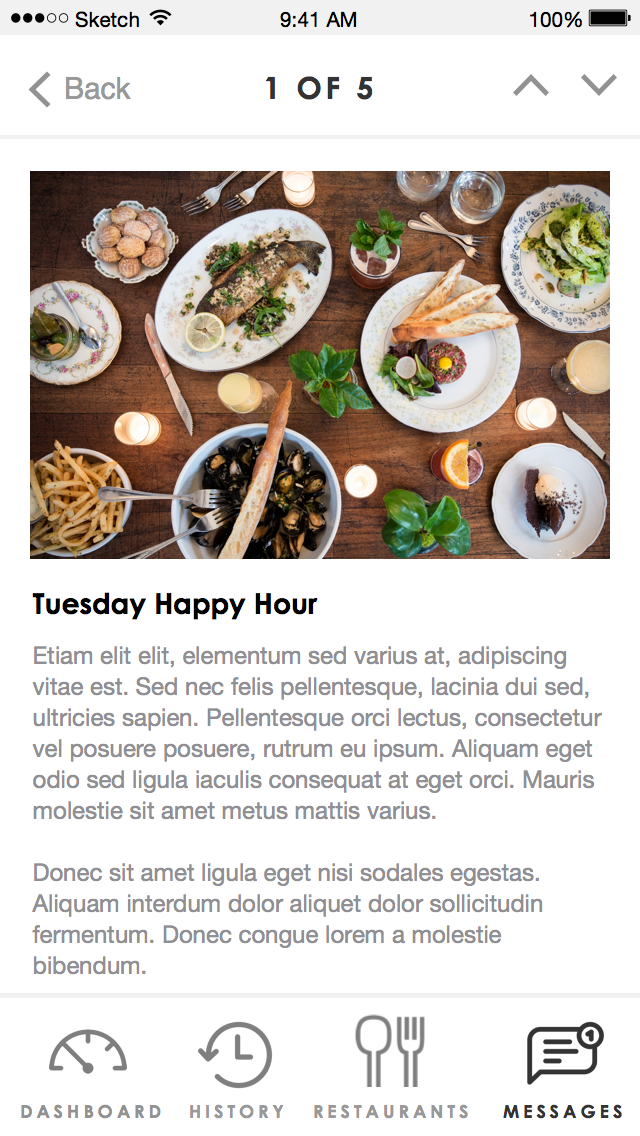 Sketch 9:41 AM 100%
Back 1 OF 5
Tuesday Happy Hour
Etiam elit elit, elementum sed varius at, adipiscing
vitae est. Sed nec felis pellentesque, lacinia dui sed,
ultricies sapien. Pellentesque orci lectus, consectetur
vel posuere posuere, rutrum eu ipsum. Aliquam eget
odio sed ligula iaculis consequat at eget orci. Mauris
molestie sit amet metus mattis varius.
Donec sit amet ligula eget nisi sodales egestas.
Aliquam interdum dolor aliquet dolor sollicitudin
fermentum. Donec congue lorem a molestie
bibendum.
1
DASHBOARD HISTORY RESTAURANTS MESSAGES